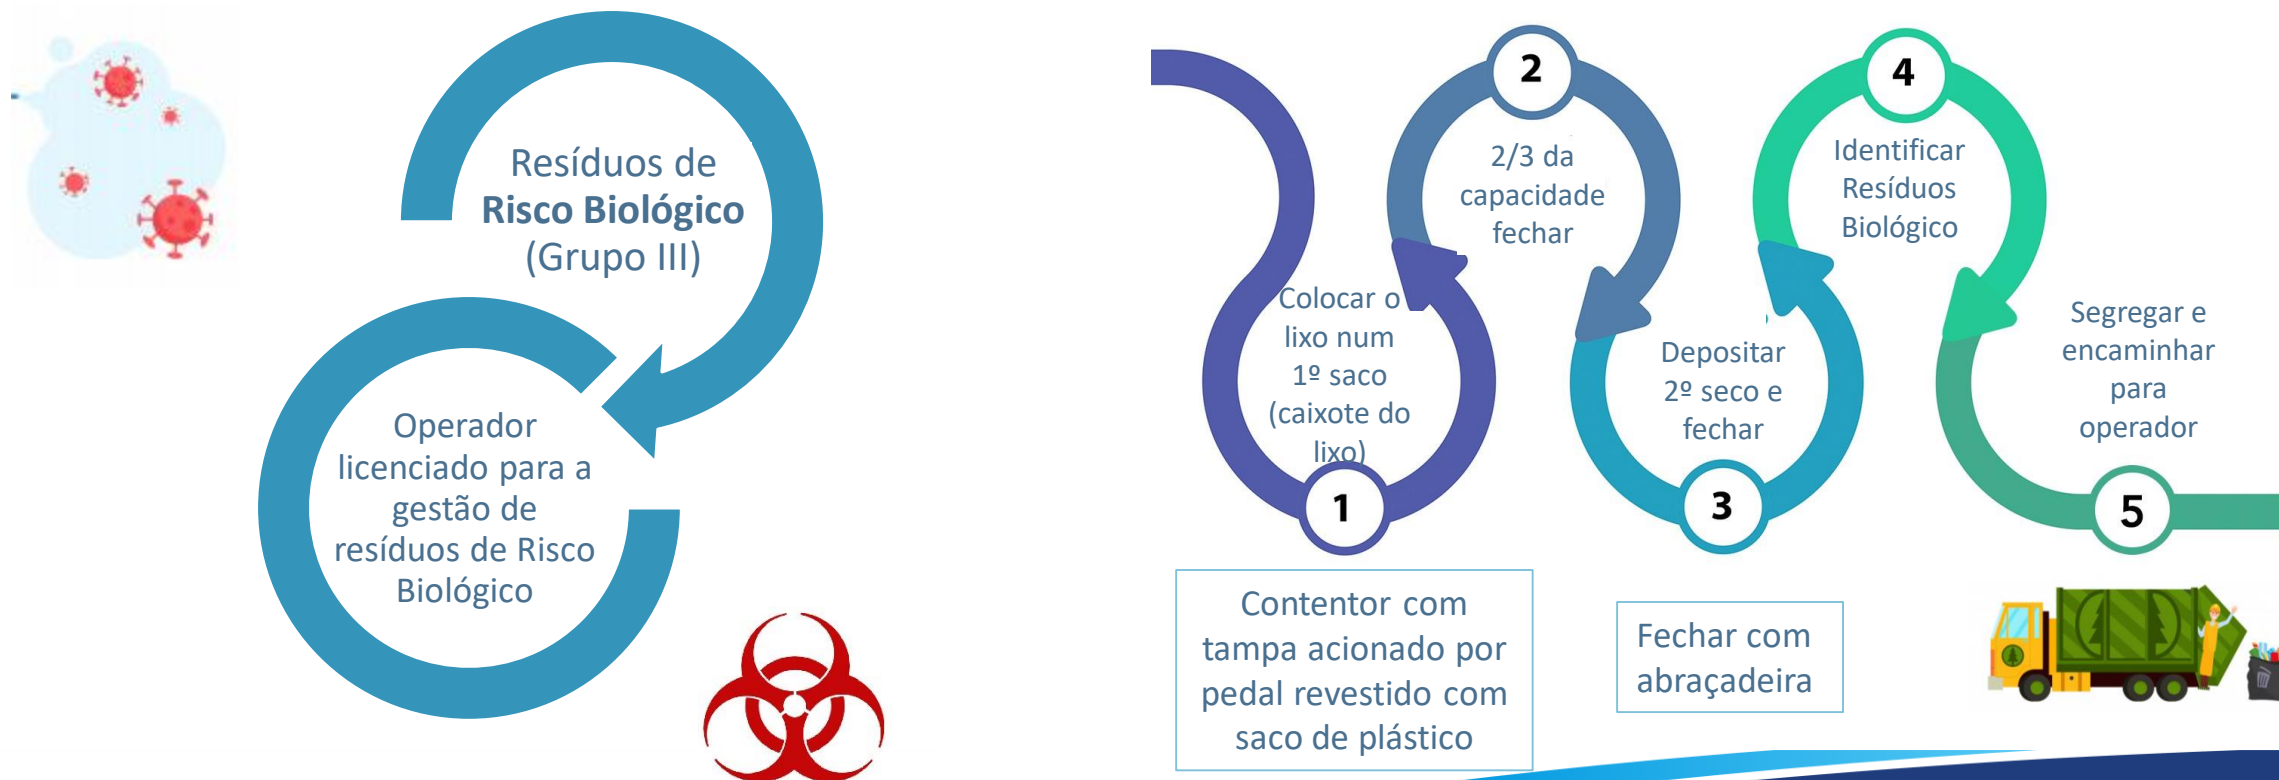 Resíduos de
Risco Biológico
(Grupo III)
Operador
licenciado para a
gestão de
resíduos de Risco
Biológico
Colocar o
lixo num
1º saco
(caixote do
lixo)
1
Contentor com
tampa acionado por
pedal revestido com
saco de plástico
2
2/3 da
capacidade
fechar
Depositar
2º seco e
fechar
3
Fechar com
abraçadeira
4
Identificar
Resíduos
Biológico
Segregar e
encaminhar
para
operador
5